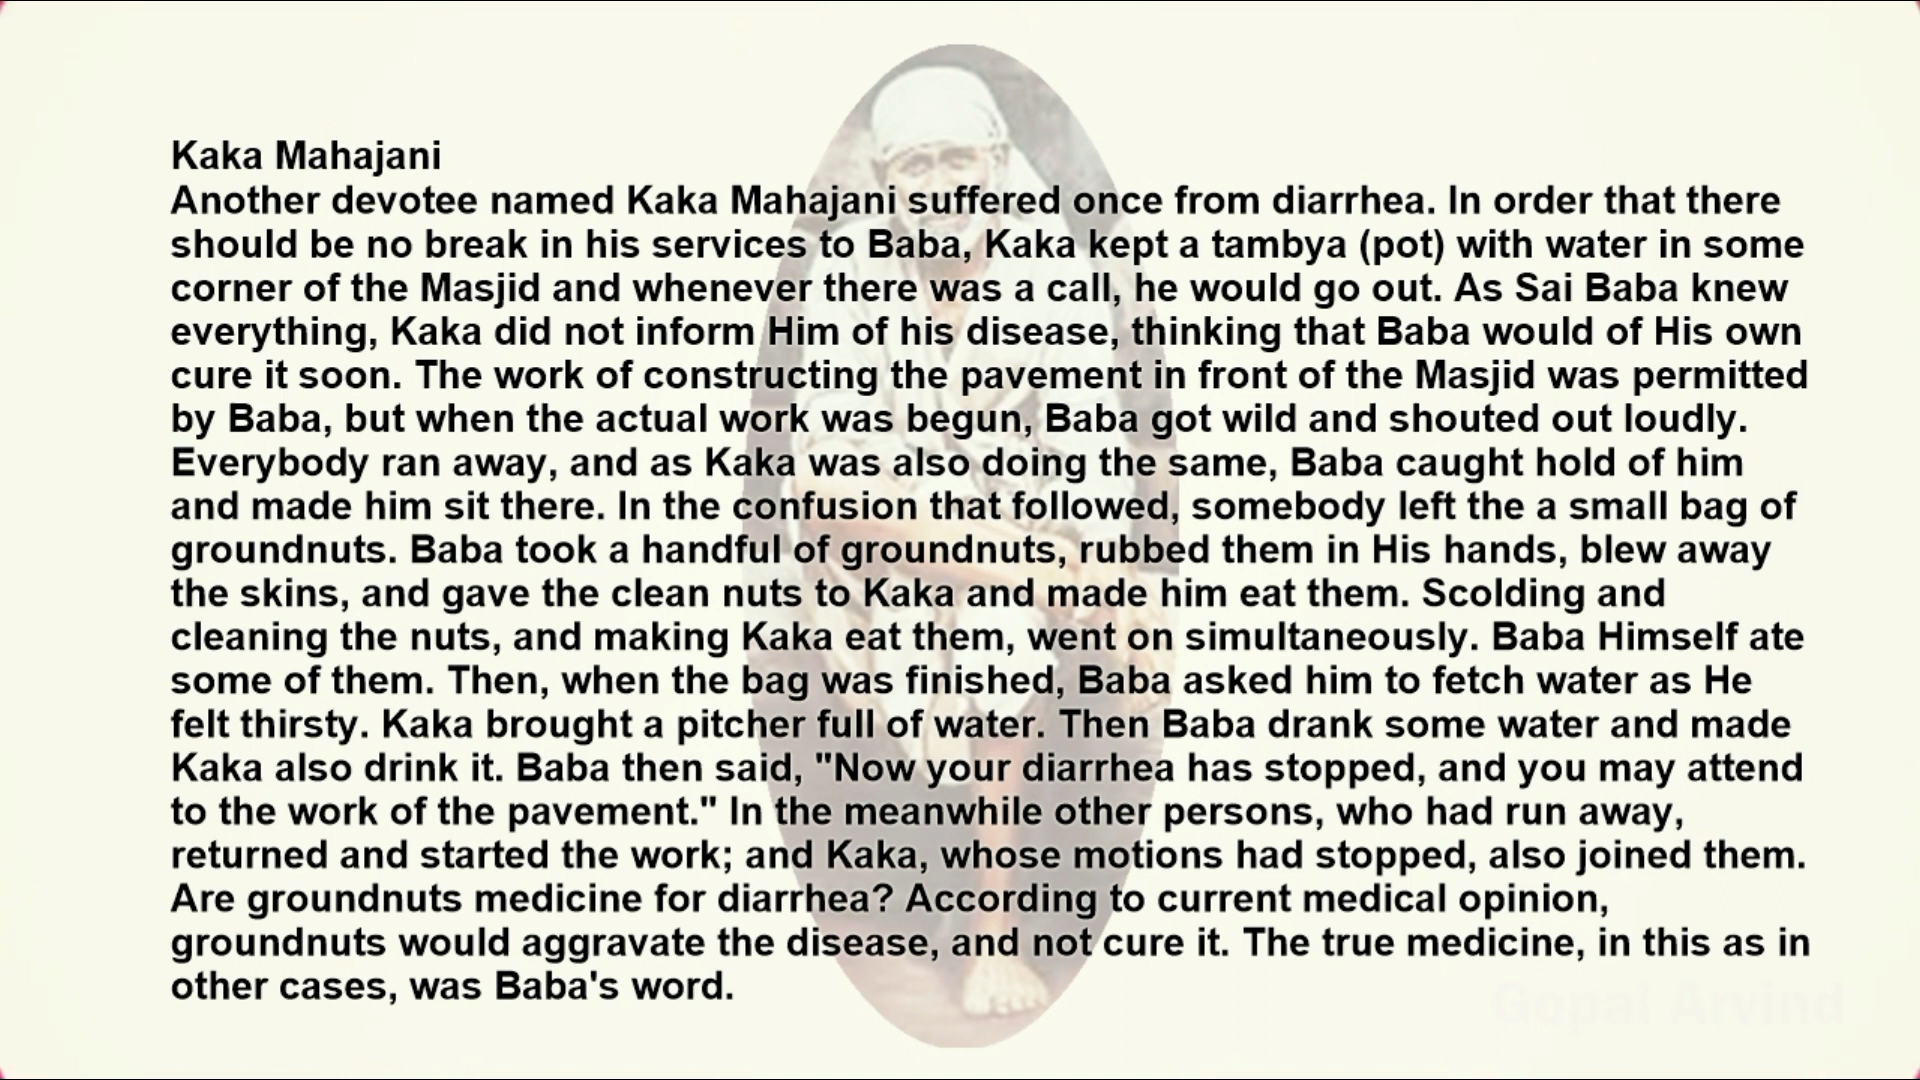 Kaka Mahajani
Another devotee named Kaka Mahajani suffered once from diarrhea. In order that there
should be no break in his services to Baba, Kaka kept a tambya (pot) with water in some
corner of the Masjid and whenever there was a call, he would go out. As Sai Baba knew
everything, Kaka did not inform Him of his disease, thinking that Baba would of His own
cure it soon. The work of constructing the pavement in front of the Masjid was permitted
by Baba, but when the actual work was begun, Baba got wild and shouted out loudly.
Everybody ran away, and as Kaka was also doing the same, Baba caught hold of him
and made him sit there. In the confusion that followed, somebody left the a small bag of
groundnuts. Baba took a handful of groundnuts, rubbed them in His hands, blew away
the skins, and gave the clean nuts to Kaka and made him eat them. Scolding and
cleaning the nuts, and making Kaka eat them, went on simultaneously. Baba Himself ate
some of them. Then, when the bag was finished, Baba asked him to fetch water as He
felt thirsty. Kaka brought a pitcher full of water. Then Baba drank some water and made
Kaka also drink it. Baba then said, "Now your diarrhea has stopped, and you may attend
to the work of the pavement." In the meanwhile other persons, who had run away,
returned and started the work; and Kaka, whose motions had stopped, also joined them.
Are groundnuts medicine for diarrhea? According to current medical opinion,
groundnuts would aggravate the disease, and not cure it. The true medicine, in this as in
other cases, was Baba's word.
Gopal Arvind